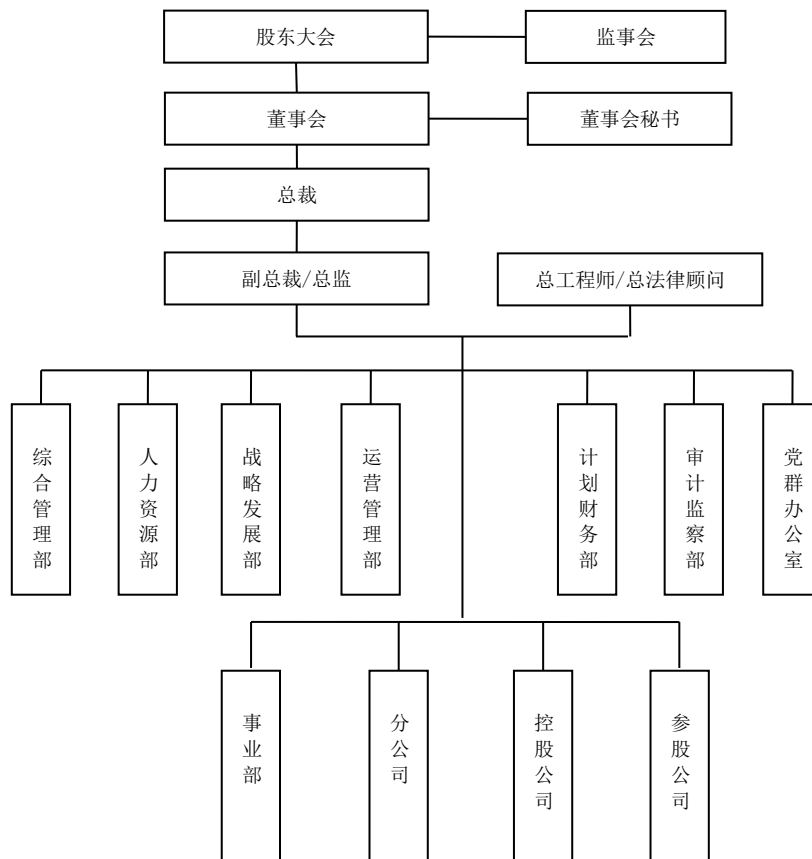 股东大会
监事会
董事会
董事会秘书
总裁
副总裁/总监
总工程师/总法律顾问
综合管理部
人力资源部
战略发展部
运营管理部
计划财务部
审计监察部
党群办公室
事业部
分公司
控股公司
参股公司